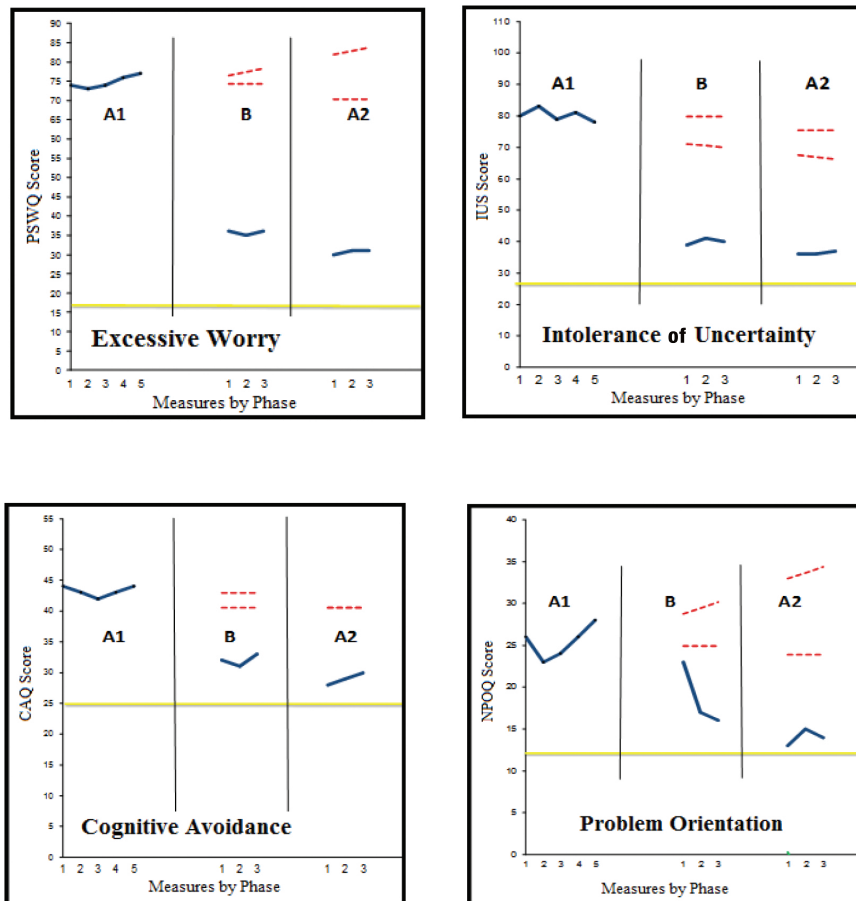 90
85
80
75
70
65
60
55
50
45
40
35
30
25
20
15
10
5
0
PSWQ Score
A1
B
A2
Excessive Worry
1 2 3 4 5 1 2 3 1 2 3
Measures by Phase
110
100
90
80
70
60
50
40
30
20
10
0
IUS Score
A1
B
A2
Intolerance of Uncertainty
1 2 3 4 5 1 2 3 1 2 3
Measures by Phase
55
50
45
40
35
30
25
20
15
10
5
0
CAQ Score
A1
B
A2
Cognitive Avoidance
1 2 3 4 5 1 2 3 1 2 3
Measures by Phase
40
35
30
25
20
15
10
5
0
NPOQ Score
A1
B
A2
Problem Orientation
1 2 3 4 5 1 2 3 1 2 3
Measures by Phase